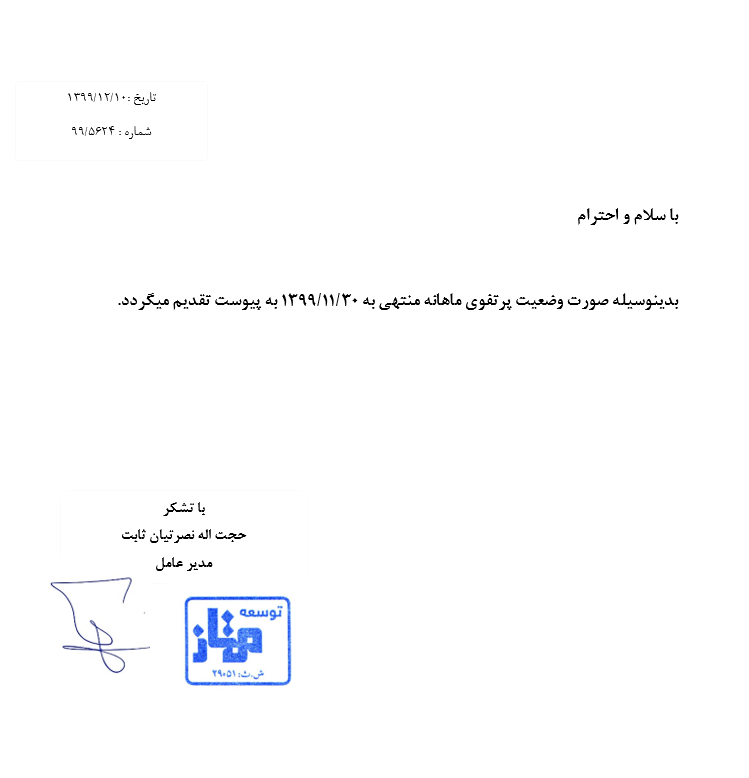 تاریخ :۱۳۹۹/۱۲/۱۰
شماره : ۹۹/۵۶۲۴
با سلام و احترام
بدینوسیله صورت وضعیت پرتفوی ماهانه منتهی به ۱۳۹۹/۱۱/۳۰ به پیوست تقدیم میگردد.
با تشکر
حجت اله نصرتیان ثابت
مدیر عامل
توسعه
ممتاز
ش.ث: ۲۹۰۵۱